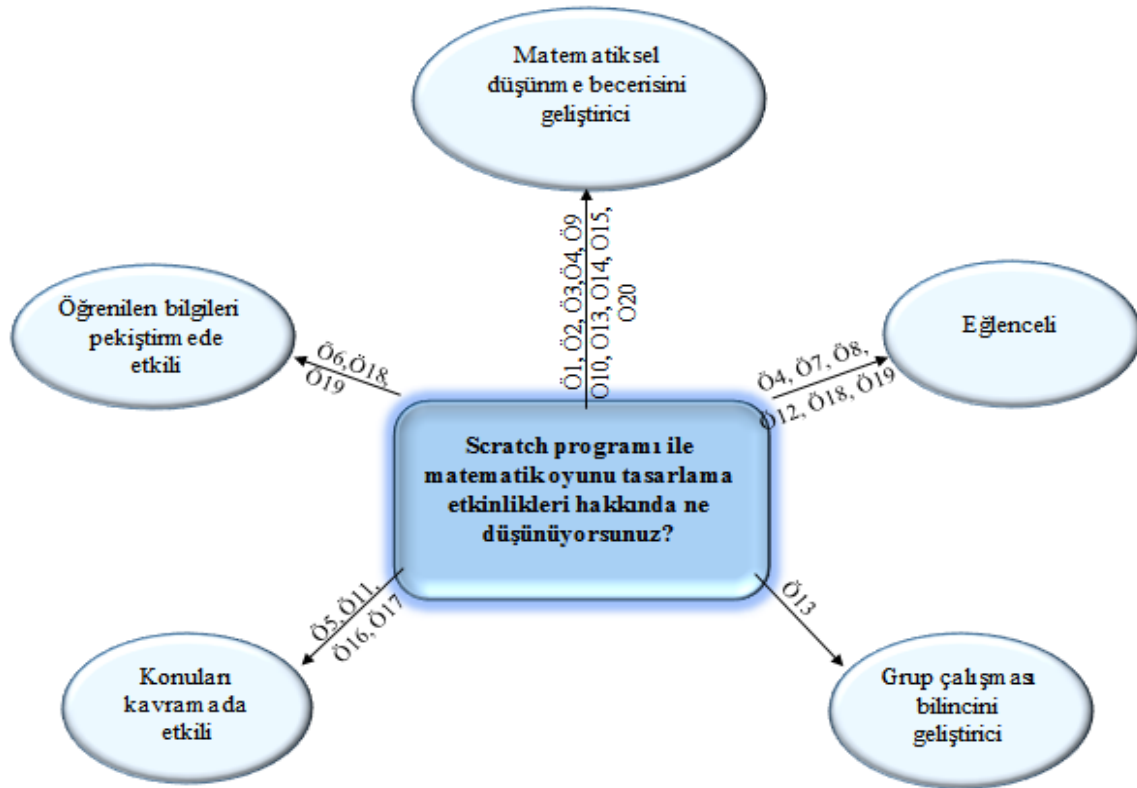 Matematiksel
düşünme becerisini
geliştirici
Ö1, Ö2, Ö3,Ö4, Ö9
Ö10, Ö13, Ö14, Ö15,
Ö20
Öğrenilen bilgileri
pekiştirmede
etkili
Ö6,Ö18,
Ö19
Eğlenceli
Ö4, Ö7, Ö8,
Ö12, Ö18, Ö19
Scratch programı ile
matematik oyunu tasarlama
etkinlikleri hakkında ne
düşünüyorsunuz?
Ö5, Ö11,
Ö16, Ö17
Konuları
kavramada
etkili
Ö13
Grup çalışması
bilincini
geliştirici